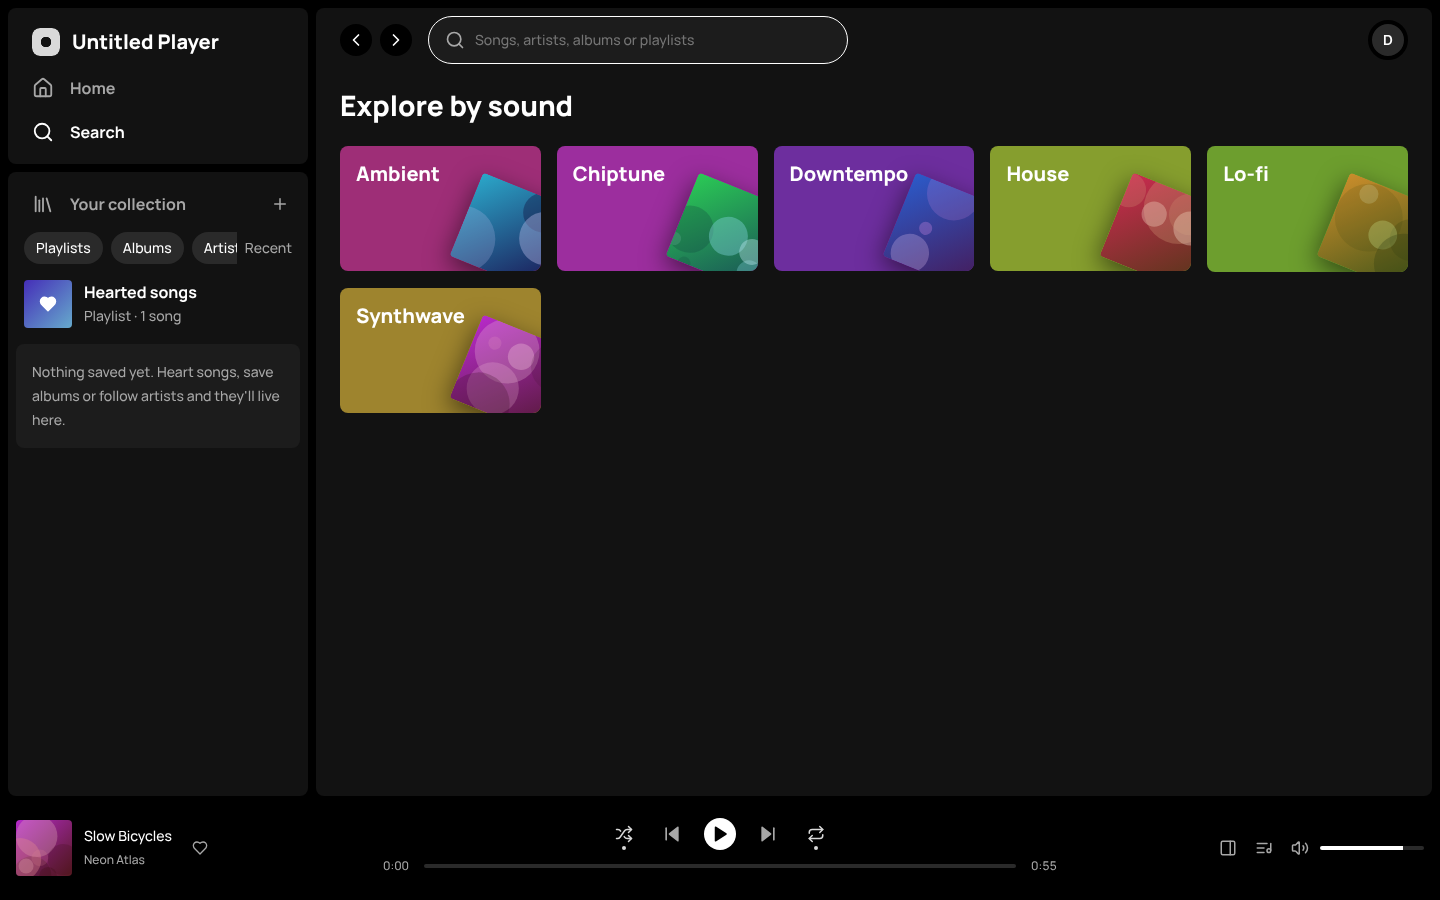 Untitled Player
Home
Search
Your collection
Playlists
Albums
Artist
Recent
Hearted songs
Playlist · 1 song
Nothing saved yet. Heart songs, save
albums or follow artists and they'll live
here.
Songs, artists, albums or playlists
D
Explore by sound
Ambient
Chiptune
Downtempo
House
Lo-fi
Synthwave
Slow Bicycles
Neon Atlas
0:00
0:55